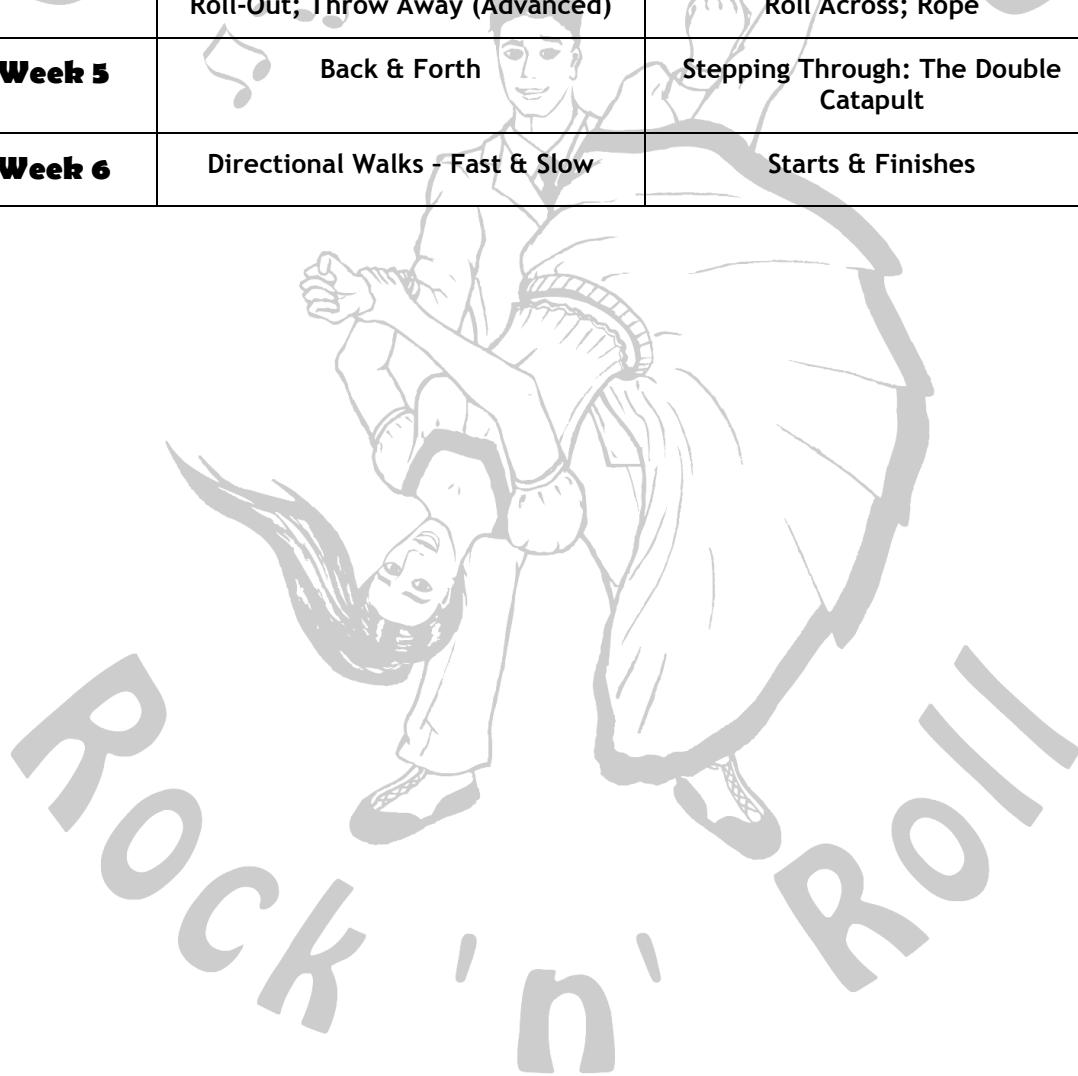 Roll-Out; Throw Away (Advanced)
Roll Across; Rope
Week 5
Back & Forth
Stepping Through: The Double
Catapult
Week 6
Directional Walks – Fast & Slow
Starts & Finishes
Rock 'n' Roll